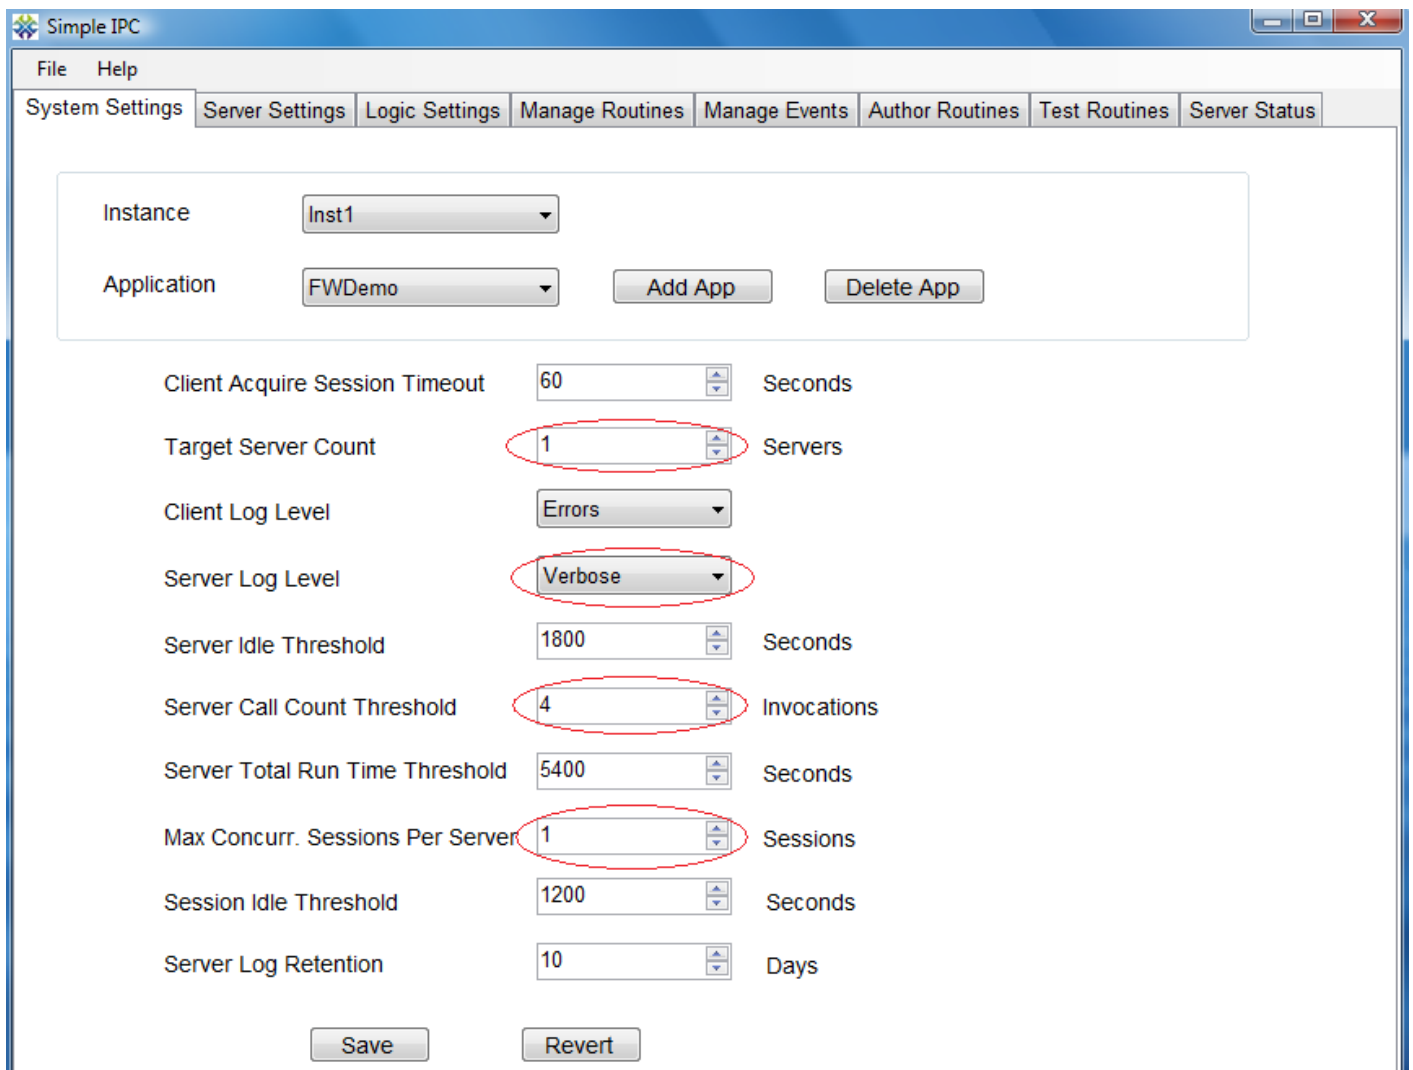 Simple IPC
File Help
System Settings Server Settings Logic Settings Manage Routines Manage Events Author Routines Test Routines Server Status
Instance Inst1
Application FWDemo Add App Delete App
Client Acquire Session Timeout 60 Seconds
Target Server Count 1 Servers
Client Log Level Errors
Server Log Level Verbose
Server Idle Threshold 1800 Seconds
Server Call Count Threshold 4 Invocations
Server Total Run Time Threshold 5400 Seconds
Max Concurr. Sessions Per Server 1 Sessions
Session Idle Threshold 1200 Seconds
Server Log Retention 10 Days
Save Revert